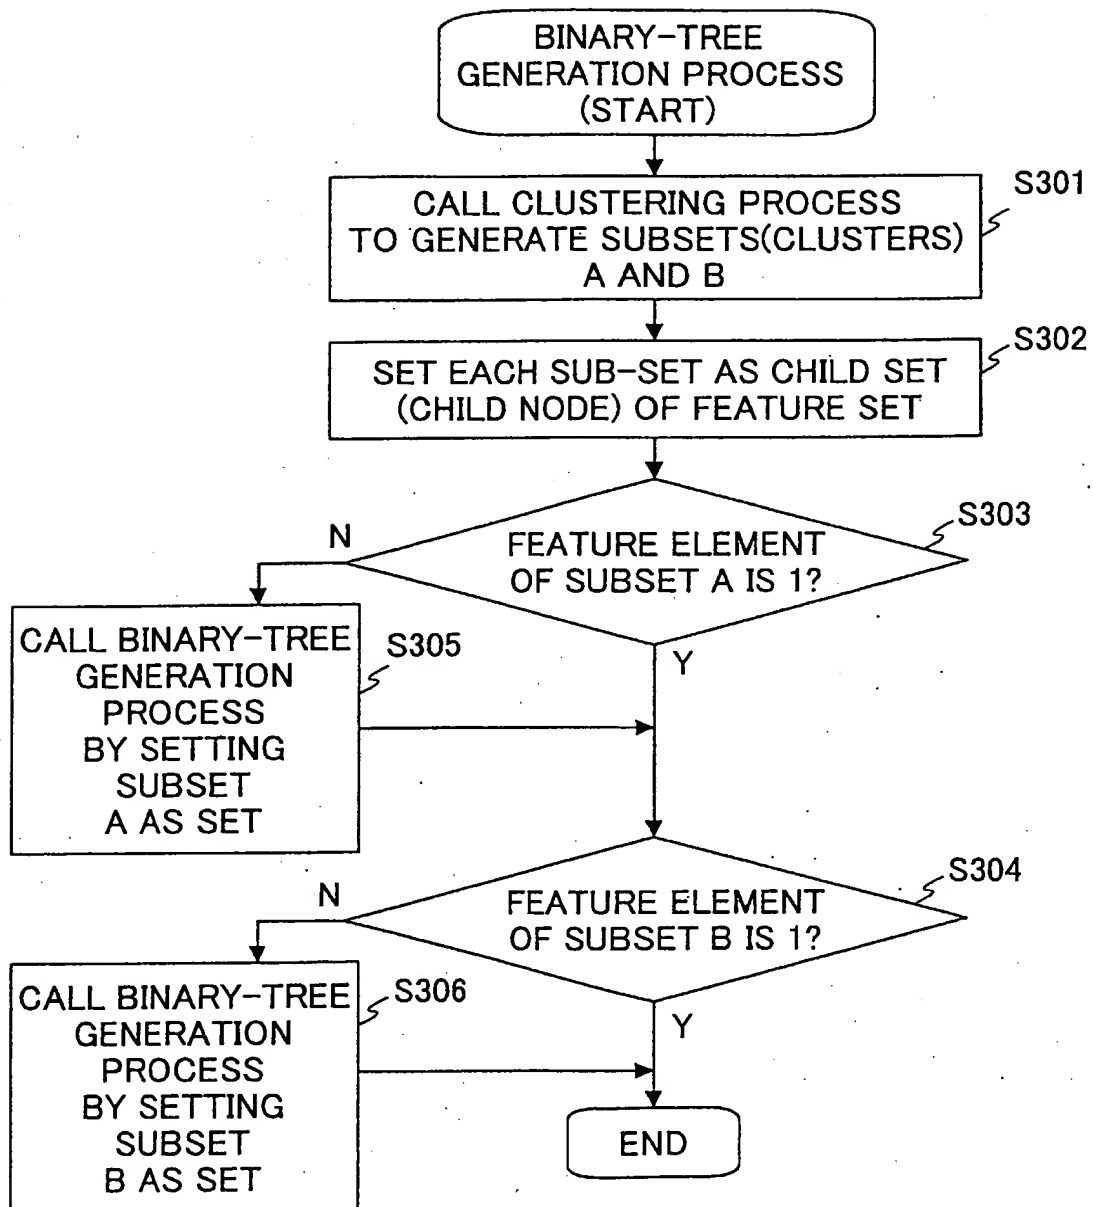 BINARY-TREE
GENERATION PROCESS
(START)
S301
CALL CLUSTERING PROCESS
TO GENERATE SUBSETS(CLUSTERS)
A AND B
S302
SET EACH SUB-SET AS CHILD SET
(CHILD NODE) OF FEATURE SET
S303
N
FEATURE ELEMENT
OF SUBSET A IS 1?
Y
S305
CALL BINARY-TREE
GENERATION
PROCESS
BY SETTING
SUBSET
A AS SET
S304
N
FEATURE ELEMENT
OF SUBSET B IS 1?
Y
S306
CALL BINARY-TREE
GENERATION
PROCESS
BY SETTING
SUBSET
B AS SET
END